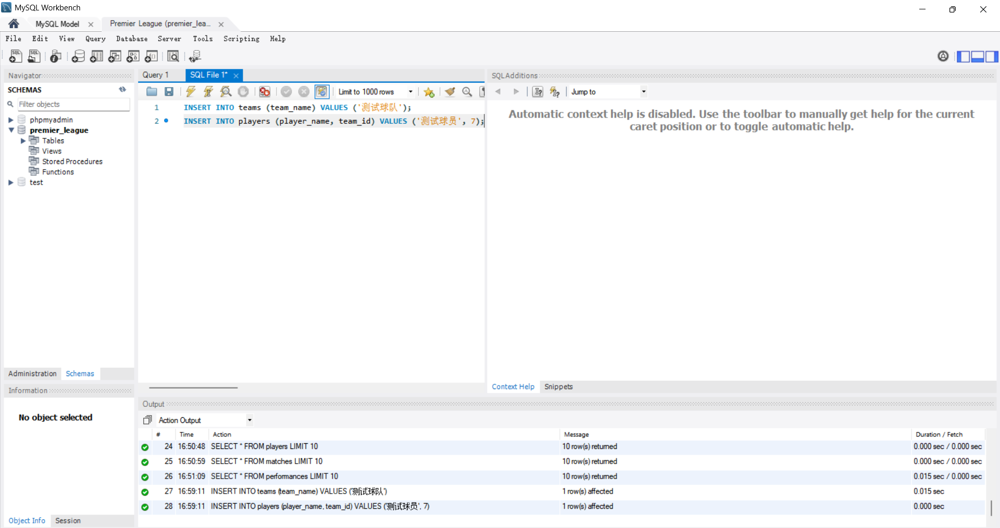 MySQL Workbench
MySQL Model
Premier League (premier_lea...
File Edit View Query Database Server Tools Scripting Help
Navigator
SCHEMAS
Filter objects
phpmyadmin
premier_league
Tables
Views
Stored Procedures
Functions
test
Administration Schemas
Information
No object selected
Object Info Session
Query 1 SQL File 1*
Limit to 1000 rows
1 INSERT INTO teams (team_name) VALUES ('测试球队');
2 INSERT INTO players (player_name, team_id) VALUES ('测试球员', 7);
SQLAdditions
Jump to
Automatic context help is disabled. Use the toolbar to manually get help for the current
caret position or to toggle automatic help.
Context Help Snippets
Output
Action Output
# Time Action Message Duration / Fetch
24 16:50:48 SELECT * FROM players LIMIT 10 10 row(s) returned 0.000 sec / 0.000 sec
25 16:50:59 SELECT * FROM matches LIMIT 10 10 row(s) returned 0.000 sec / 0.000 sec
26 16:51:09 SELECT * FROM performances LIMIT 10 10 row(s) returned 0.015 sec / 0.000 sec
27 16:59:11 INSERT INTO teams (team_name) VALUES ('测试球队') 1 row(s) affected 0.015 sec
28 16:59:11 INSERT INTO players (player_name, team_id) VALUES ('测试球员', 7) 1 row(s) affected 0.000 sec